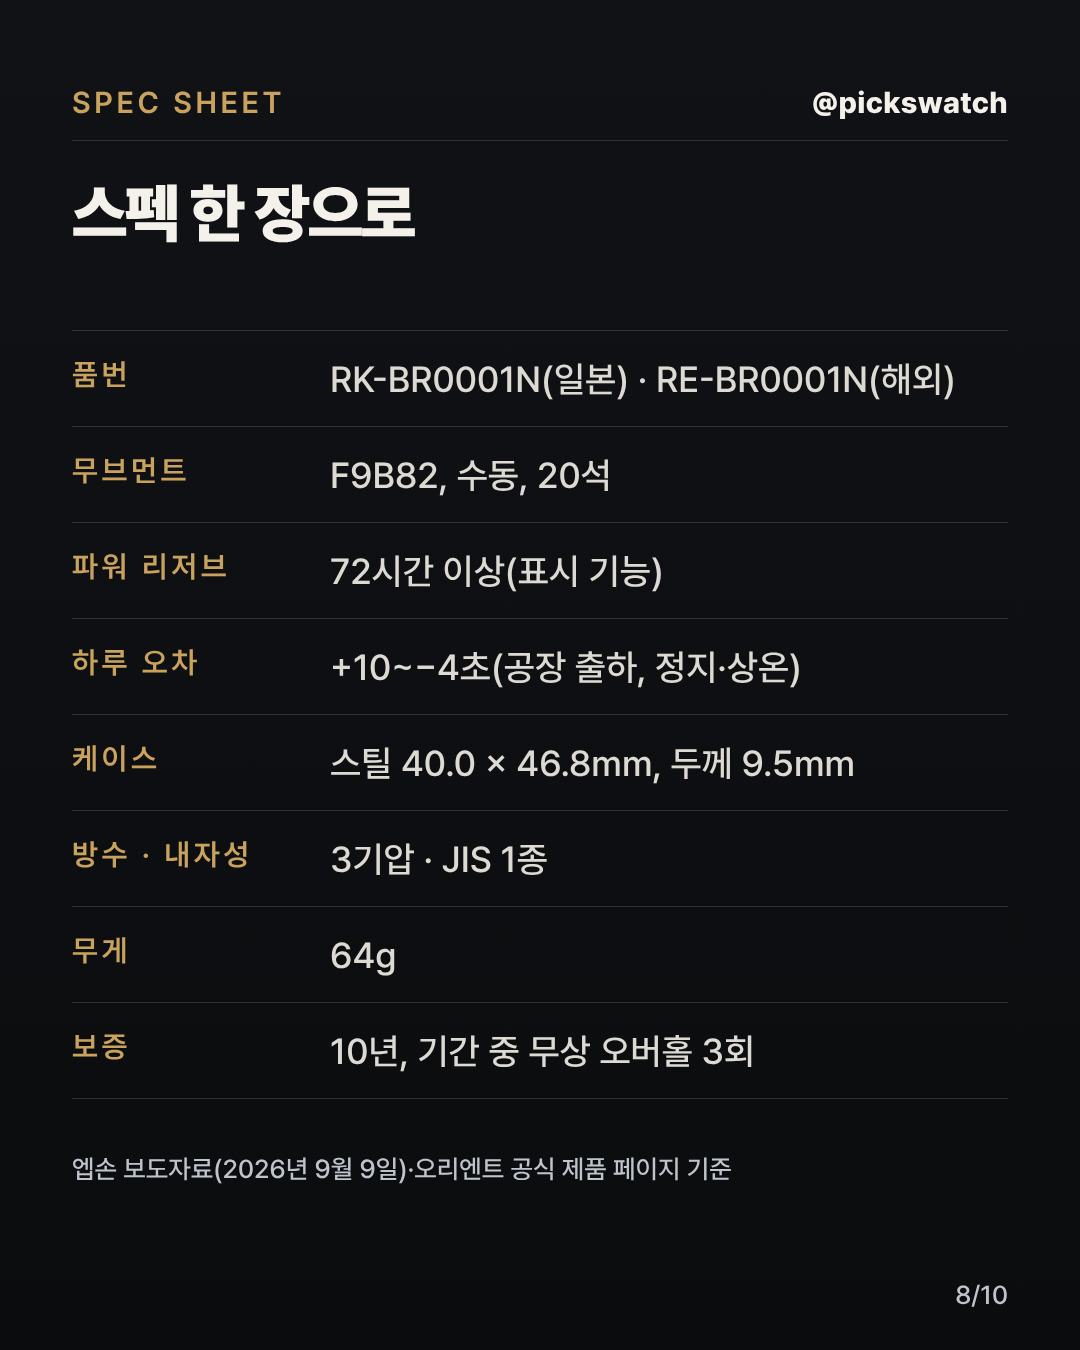 SPEC SHEET
@pickswatch
스펙 한 장으로
품번 RK-BR0001N(일본) · RE-BR0001N(해외)
무브먼트 F9B82, 수동, 20석
파워 리저브 72시간 이상(표시 기능)
하루 오차 +10~−4초(공장 출하, 정지·상온)
케이스 스틸 40.0 × 46.8mm, 두께 9.5mm
방수 · 내자성 3기압 · JIS 1종
무게 64g
보증 10년, 기간 중 무상 오버홀 3회
엡손 보도자료(2026년 9월 9일)·오리엔트 공식 제품 페이지 기준
8/10